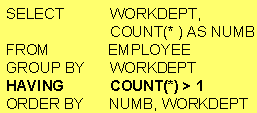 SELECT WORKDEPT,
COUNT(* ) AS NUMB
FROM EMPLOYEE
GROUP BY WORKDEPT
HAVING COUNT(*) > 1
ORDER BY NUMB, WORKDEPT